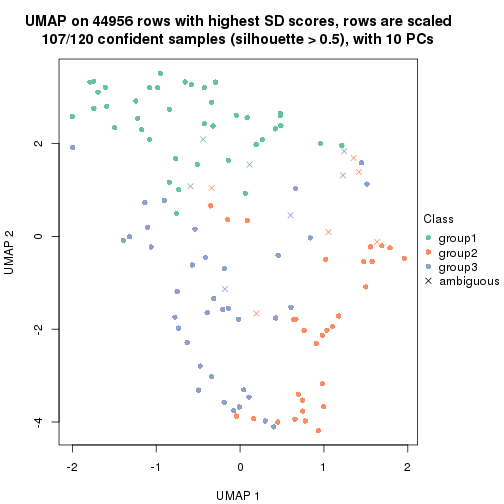 UMAP on 44956 rows with highest SD scores, rows are scaled
107/120 confident samples (silhouette > 0.5), with 10 PCs
2
0
-2
-4
UMAP 2
-2
-1
0
1
2
UMAP 1
Class
group1
group2
group3
ambiguous